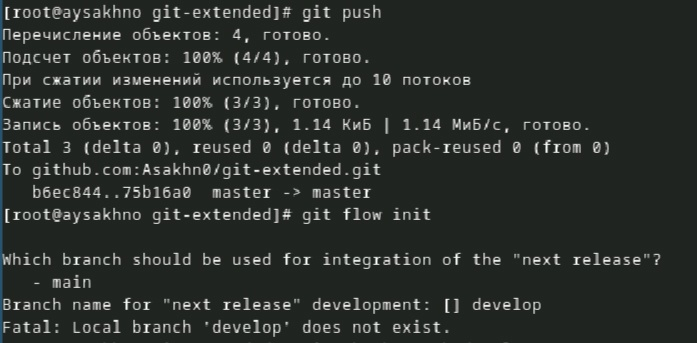 [root@aysakhno git-extended]# git push
Перечисление объектов: 4, готово.
Подсчет объектов: 100% (4/4), готово.
При сжатии изменений используется до 10 потоков
Сжатие объектов: 100% (3/3), готово.
Запись объектов: 100% (3/3), 1.14 КиБ | 1.14 МиБ/с, готово.
Total 3 (delta 0), reused 0 (delta 0), pack-reused 0 (from 0)
To github.com:Asakhn0/git-extended.git
   b6ec844..75b16a0  master -> master
[root@aysakhno git-extended]# git flow init

Which branch should be used for integration of the "next release"?
   - main
Branch name for "next release" development: [] develop
Fatal: Local branch 'develop' does not exist.